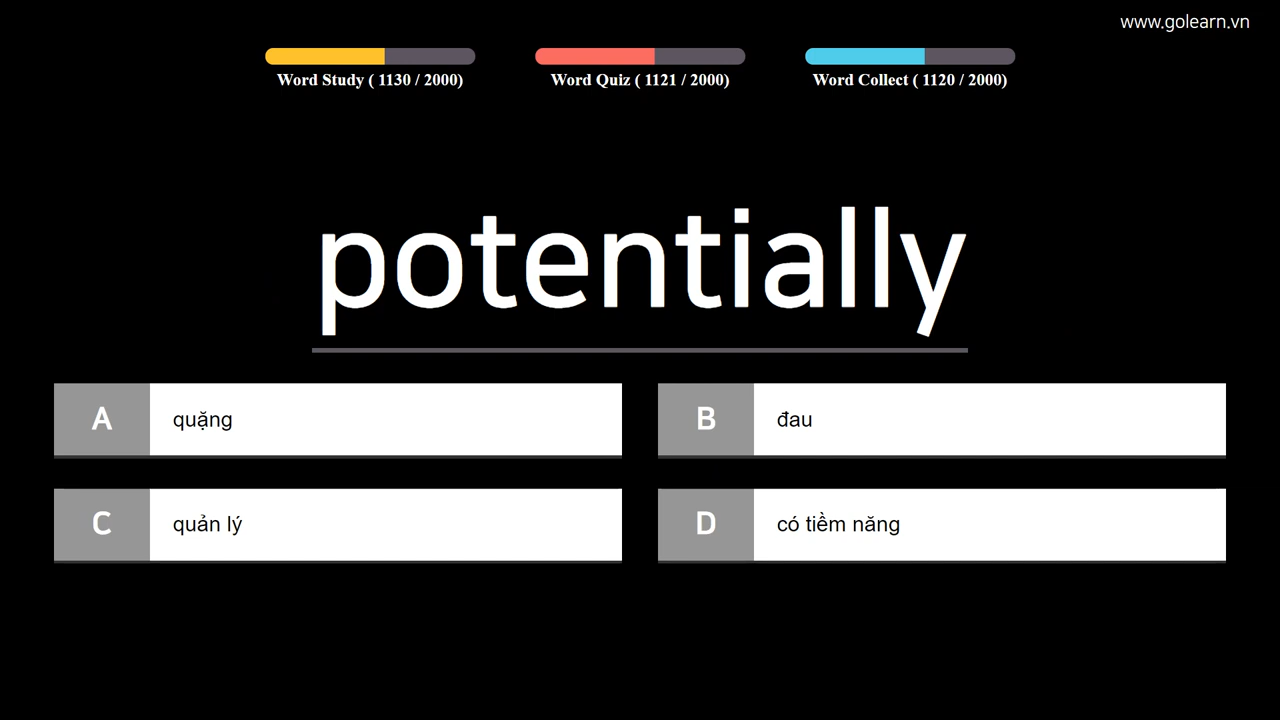 www.golearn.vn
Word Study ( 1130 / 2000)
Word Quiz ( 1121 / 2000)
Word Collect ( 1120 / 2000)
potentially
A quặng
B đau
C quản lý
D có tiềm năng